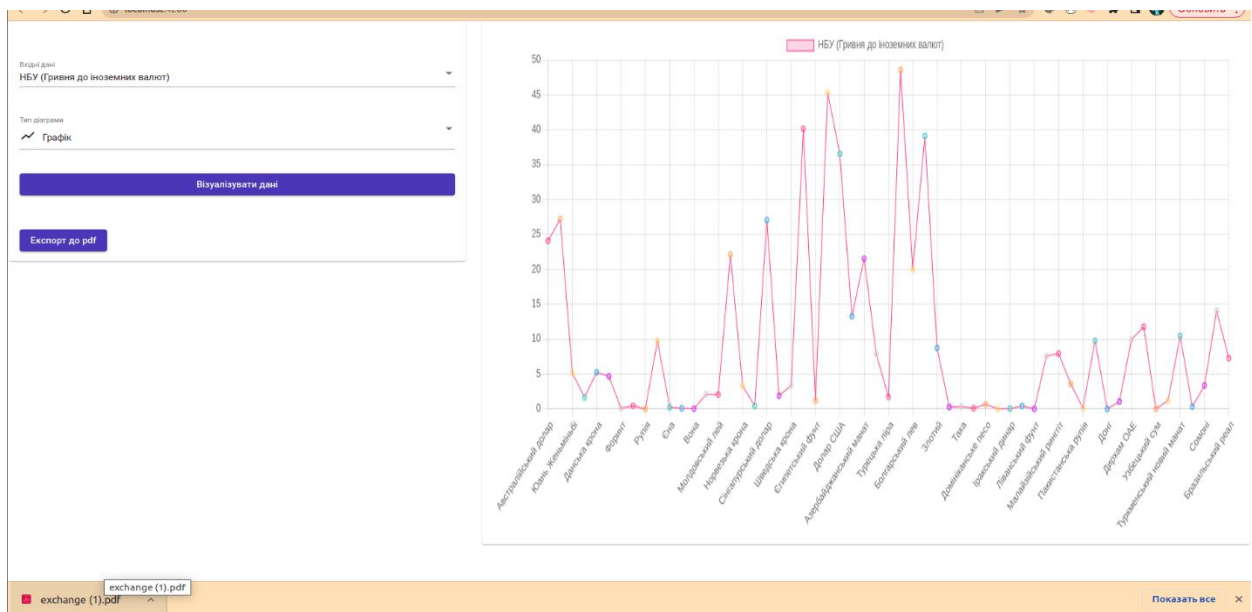 localhost:4200
Обновить
Вхідні дані
НБУ (Гривня до іноземних валют)
Тип діаграми
Графік
Візуалізувати дані
Експорт до pdf
НБУ (Гривня до іноземних валют)
50
45
40
35
30
25
20
15
10
5
0
Австралійський долар
Юань Женьміньбі
Данська крона
Форинт
Рупія
Єна
Вона
Молдовський лей
Норвезька крона
Сінгапурський долар
Шведська крона
Єгипетський фунт
Долар США
Азербайджанський манат
Турецька ліра
Болгарський лев
Злотий
Така
Домініканське песо
Іракський динар
Ліванський фунт
Малайзійський рингіт
Пакистанська рупія
Донг
Дирхам ОАЕ
Узбецький сум
Туркменський новий манат
Сомоні
Бразильський реал
exchange (1).pdf
exchange (1).pdf
Показать все